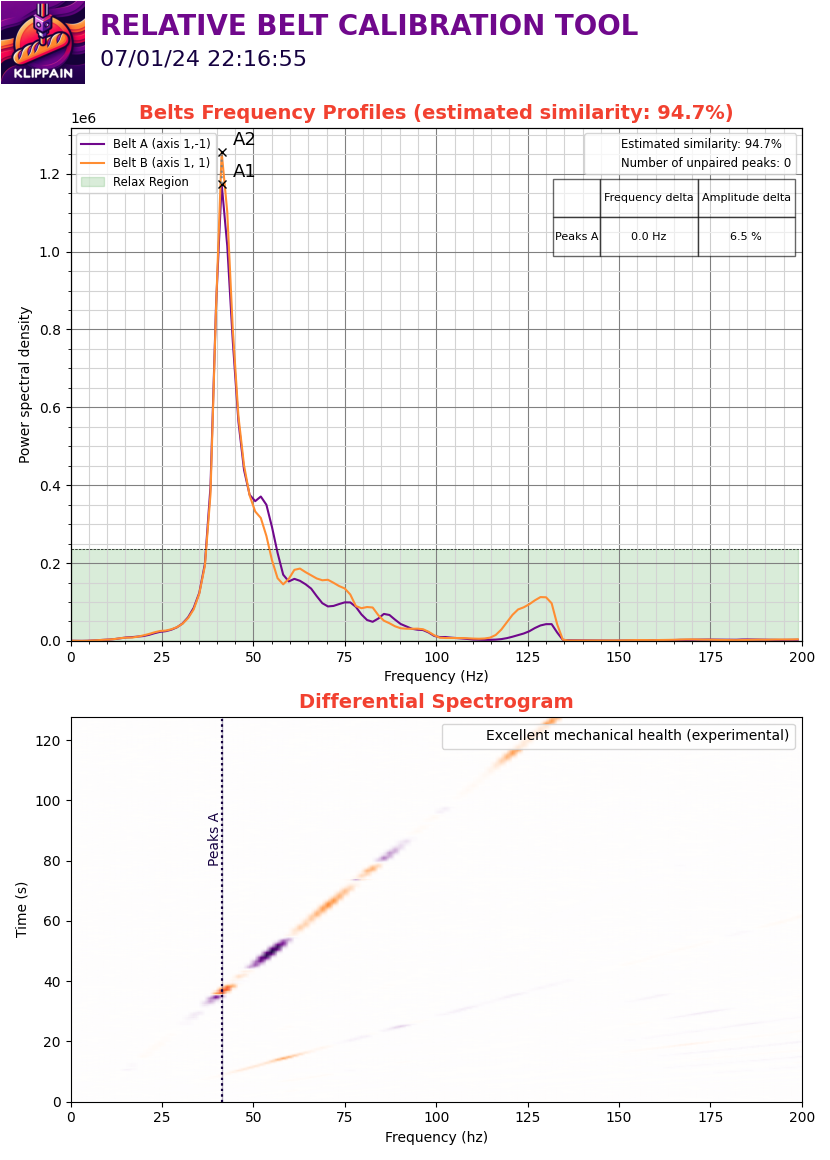 KLIPPAIN
RELATIVE BELT CALIBRATION TOOL
07/01/24 22:16:55
Belts Frequency Profiles (estimated similarity: 94.7%)
1e6
Belt A (axis 1,-1)
Belt B (axis 1, 1)
Relax Region
A2
A1
Estimated similarity: 94.7%
Number of unpaired peaks: 0
Frequency delta Amplitude delta
Peaks A 0.0 Hz 6.5 %
Power spectral density
1.2
1.0
0.8
0.6
0.4
0.2
0.0
0 25 50 75 100 125 150 175 200
Frequency (Hz)
Differential Spectrogram
Excellent mechanical health (experimental)
Peaks A
Time (s)
120
100
80
60
40
20
0
0 25 50 75 100 125 150 175 200
Frequency (hz)